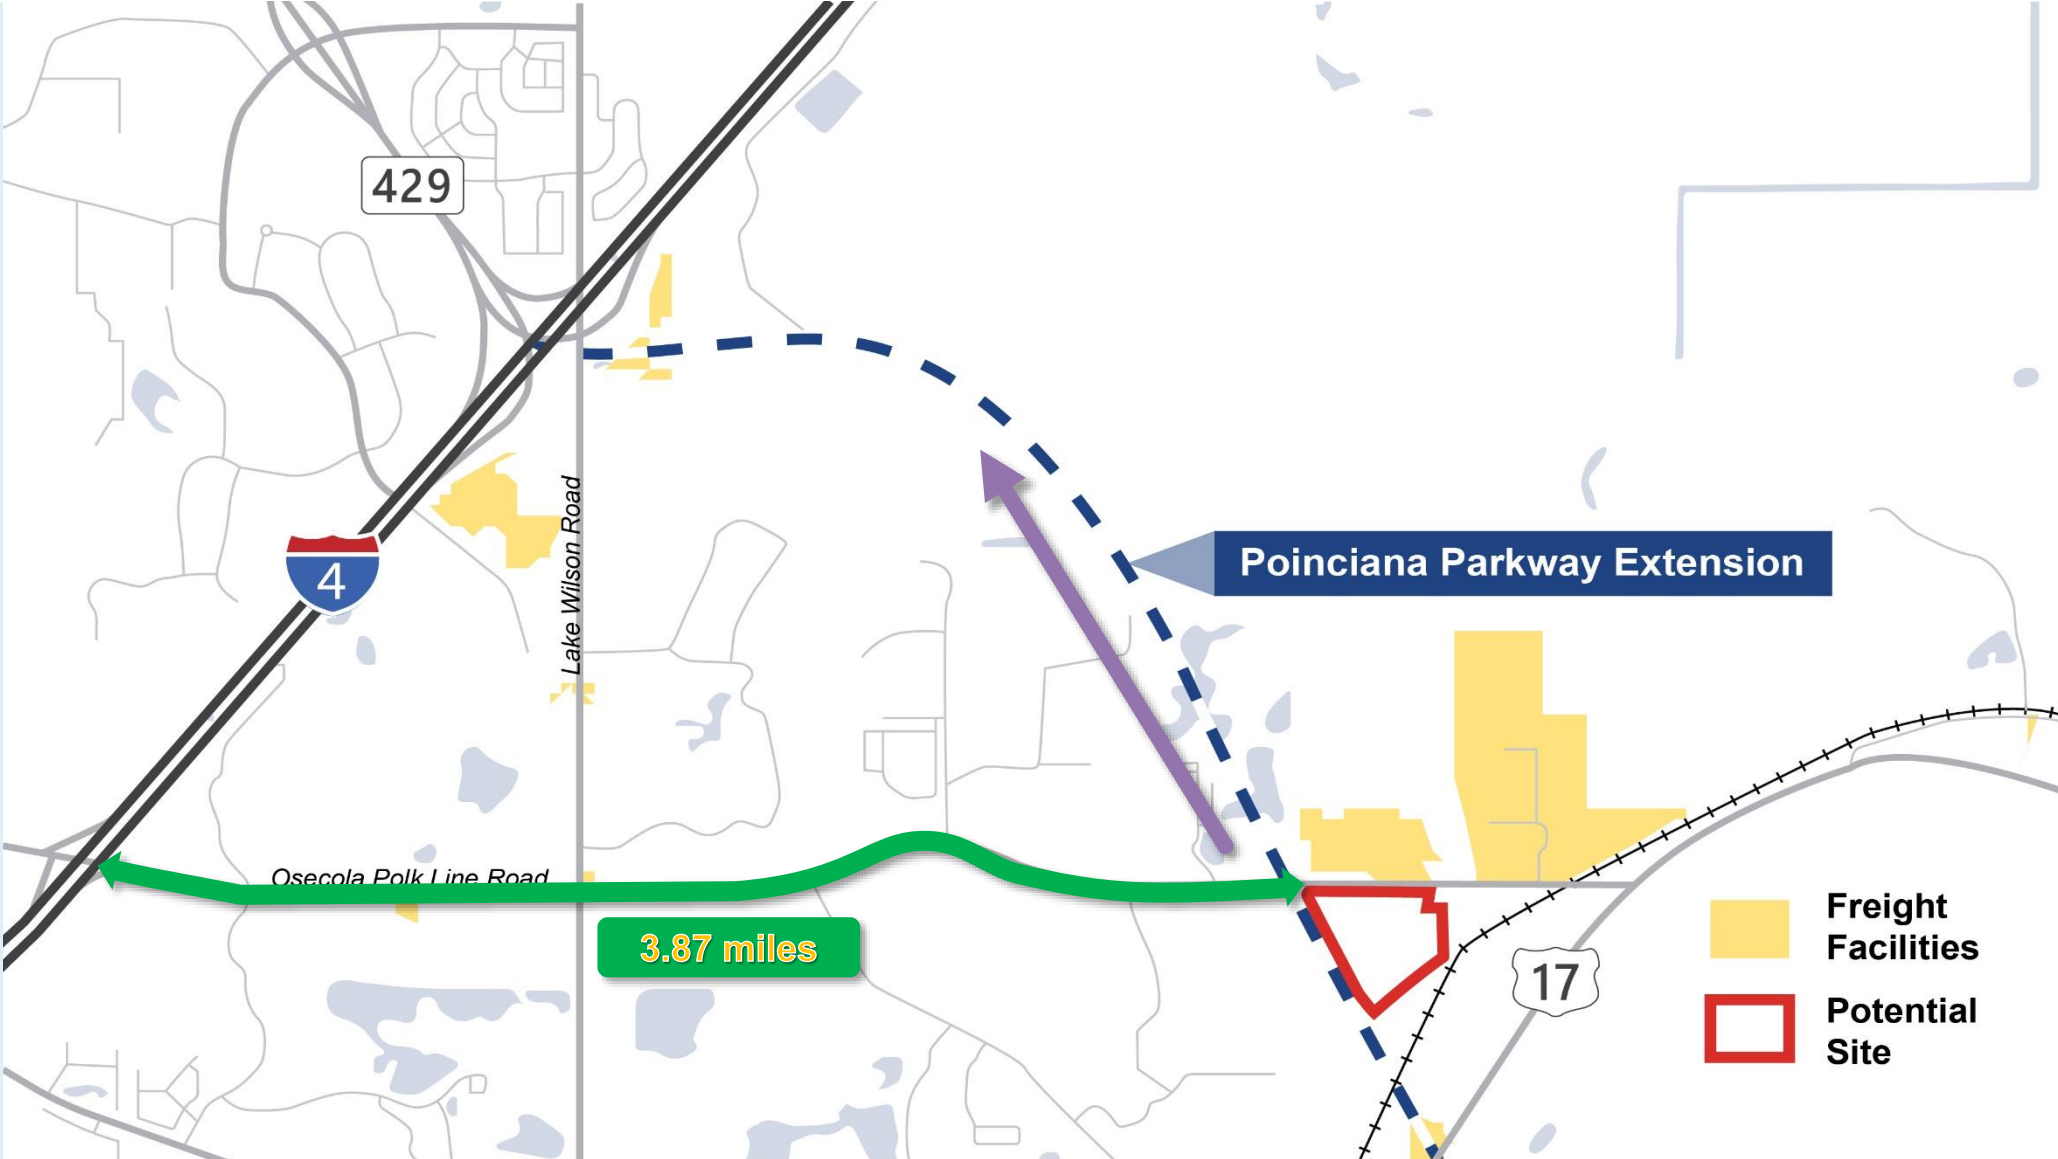 429
Lake Wilson Road
4
Poinciana Parkway Extension
Osecola Polk Line Road
3.87 miles
17
Freight
Facilities
Potential
Site